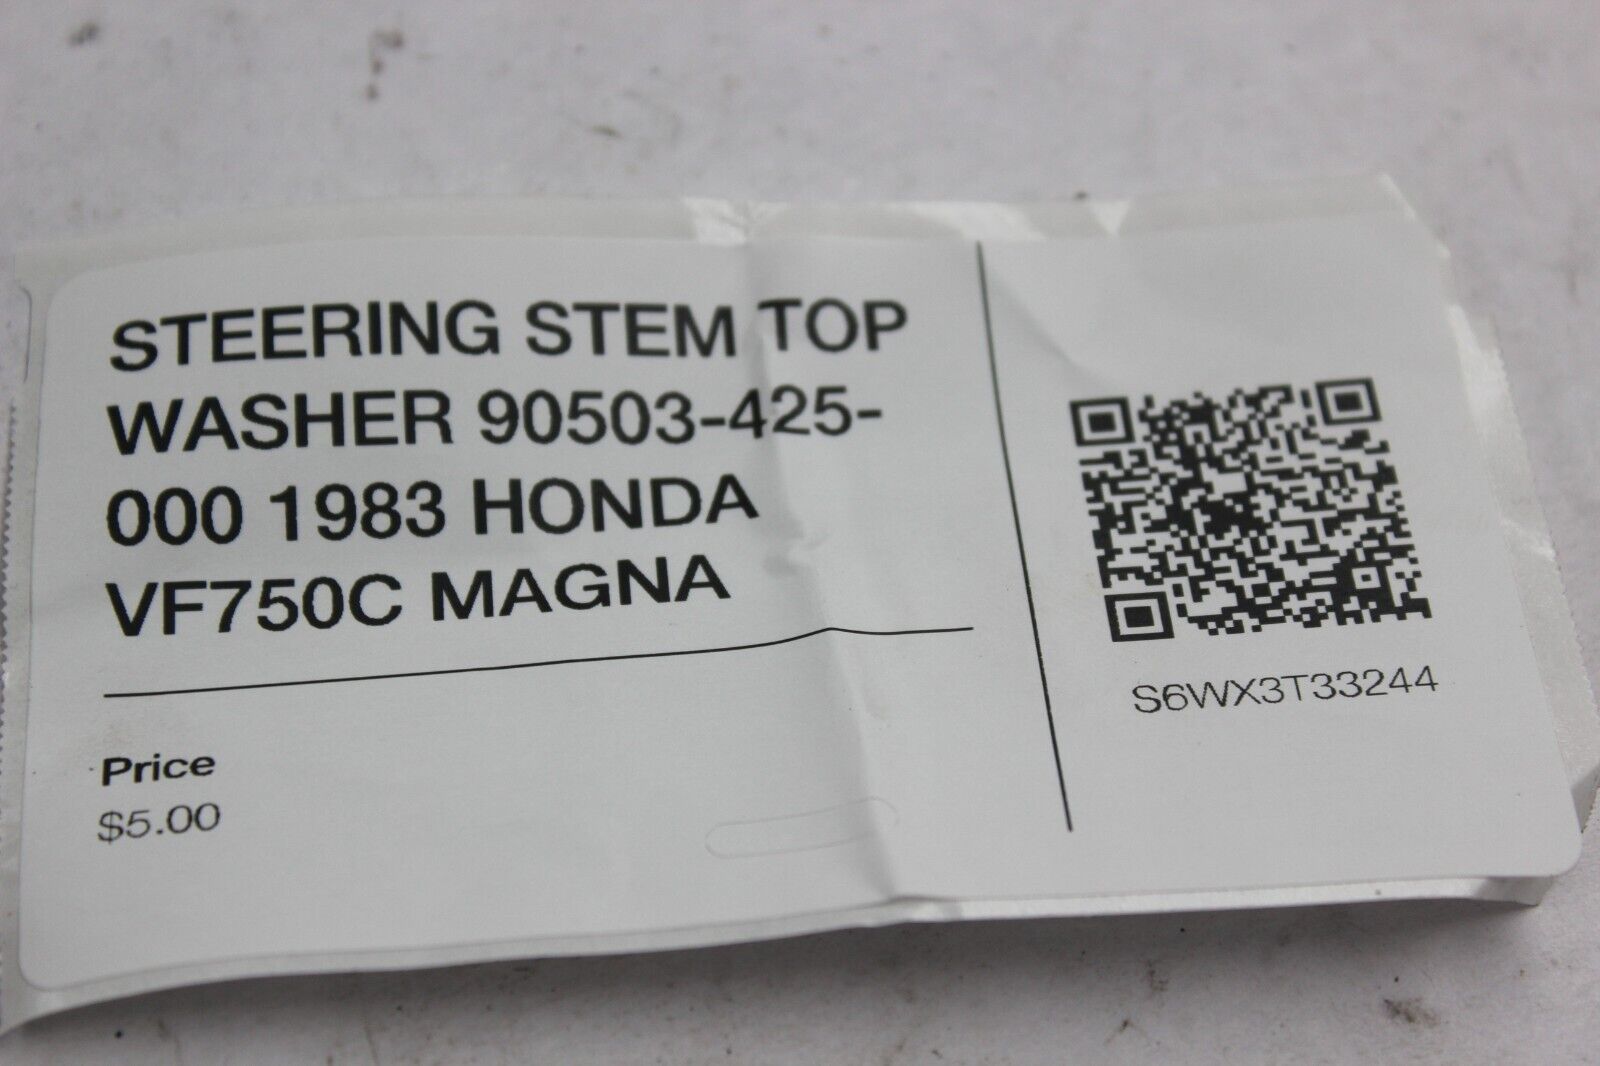 STEERING STEM TOP
WASHER 90503-425-
000 1983 HONDA
VF750C MAGNA
Price
$5.00
S6WX3T33244